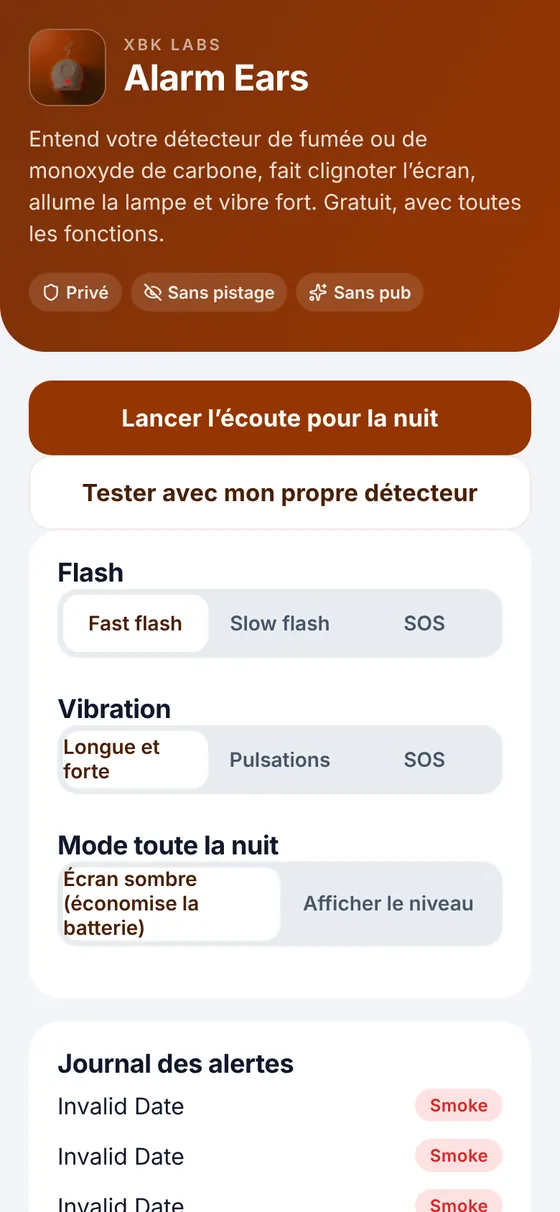 XBK LABS
Alarm Ears
Entend votre détecteur de fumée ou de
monoxyde de carbone, fait clignoter l’écran,
allume la lampe et vibre fort. Gratuit, avec toutes
les fonctions.
Privé
Sans pistage
Sans pub
Lancer l’écoute pour la nuit
Tester avec mon propre détecteur
Flash
Fast flash
Slow flash
SOS
Vibration
Longue et
forte
Pulsations
SOS
Mode toute la nuit
Écran sombre
(économise la
batterie)
Afficher le niveau
Journal des alertes
Invalid Date
Smoke
Invalid Date
Smoke
Invalid Date
Smoke